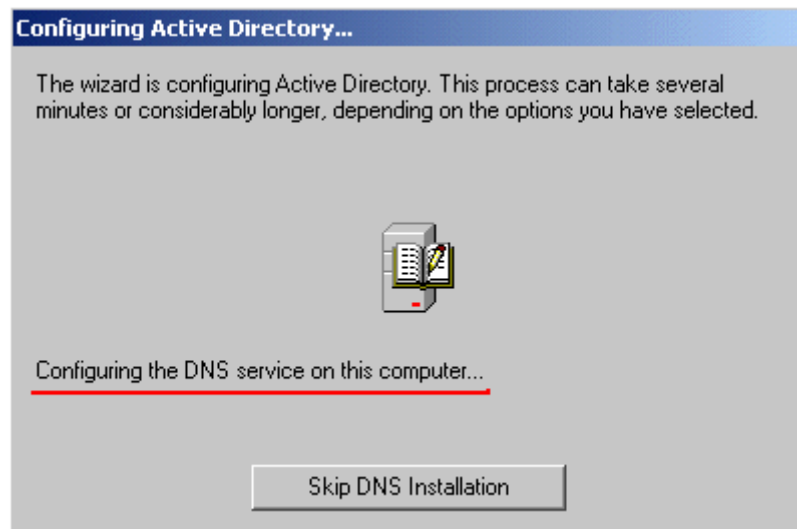 Configuring Active Directory...
The wizard is configuring Active Directory. This process can take several
minutes or considerably longer, depending on the options you have selected.
Configuring the DNS service on this computer...
Skip DNS Installation